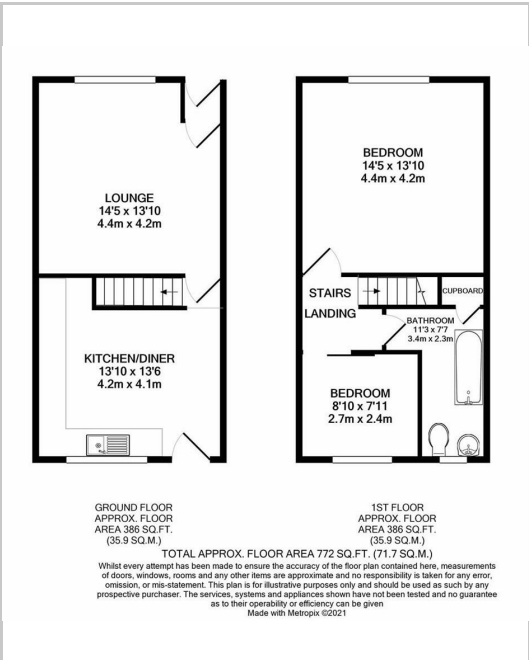 LOUNGE
14'5 x 13'10
4.4m x 4.2m
KITCHEN/DINER
13'10 x 13'6
4.2m x 4.1m
BEDROOM
14'5 x 13'10
4.4m x 4.2m
STAIRS
LANDING
CUPBOARD
BATHROOM
11'3 x 7'7
3.4m x 2.3m
BEDROOM
8'10 x 7'11
2.7m x 2.4m
GROUND FLOOR
APPROX. FLOOR
AREA 386 SQ.FT.
(35.9 SQ.M.)
1ST FLOOR
APPROX. FLOOR
AREA 386 SQ.FT.
(35.9 SQ.M.)
TOTAL APPROX. FLOOR AREA 772 SQ.FT. (71.7 SQ.M.)
Whilst every attempt has been made to ensure the accuracy of the floor plan contained here, measurements
of doors, windows, rooms and any other items are approximate and no responsibility is taken for any error,
omission, or mis-statement. This plan is for illustrative purposes only and should be used as such by any
prospective purchaser. The services, systems and appliances shown have not been tested and no guarantee
as to their operability or efficiency can be given
Made with Metropix ©2021